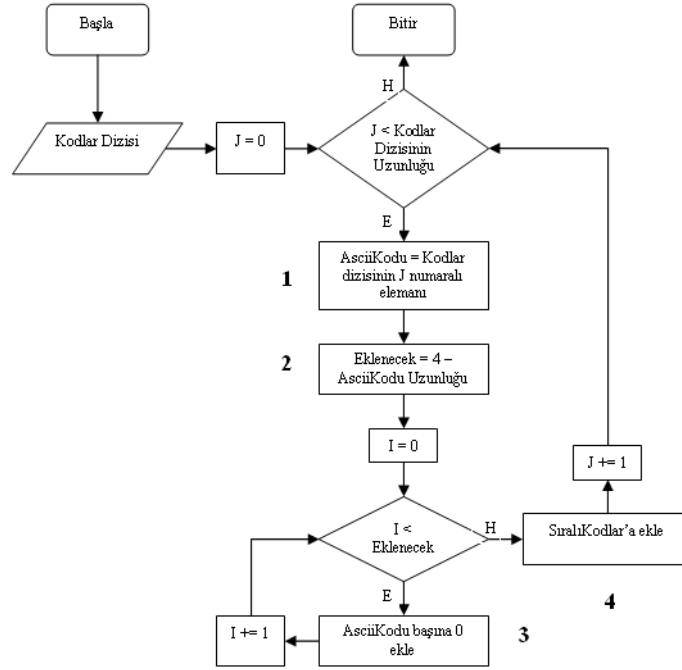 Başla
Bitir
Kodlar Dizisi
J = 0
H
J < Kodlar
Dizisinin
Uzunluğu
E
1
AsciiKodu = Kodlar
dizisinin J numaralı
elemanı
2
Eklenecek = 4 –
AsciiKodu Uzunluğu
I = 0
J += 1
I <
Eklenecek
H
SıralıKodlar’a ekle
4
E
I += 1
AsciiKodu başına 0
ekle
3